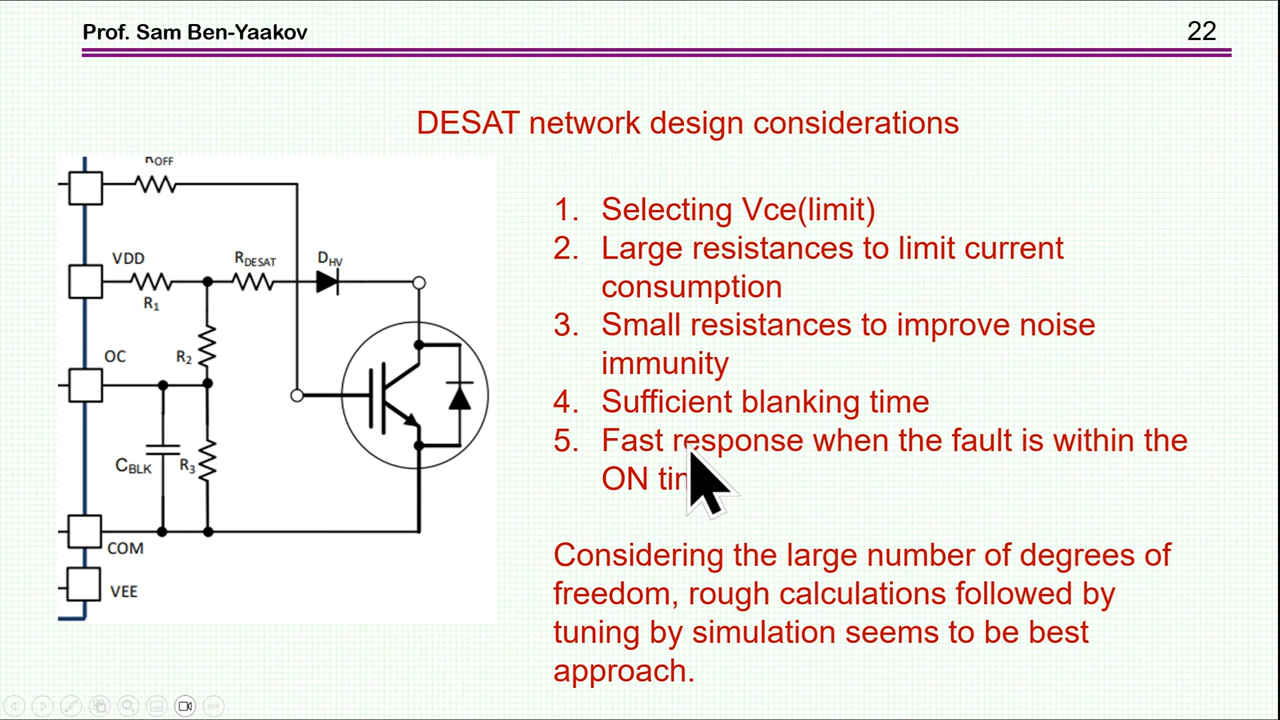 Prof. Sam Ben-Yaakov
22
DESAT network design considerations
ROFF
VDD
RDESAT
DHV
R1
OC
R2
CBLK
R3
COM
VEE
1. Selecting Vce(limit)
2. Large resistances to limit current
consumption
3. Small resistances to improve noise
immunity
4. Sufficient blanking time
5. Fast response when the fault is within the
ON
Considering the large number of degrees of
freedom, rough calculations followed by
tuning by simulation seems to be best
approach.